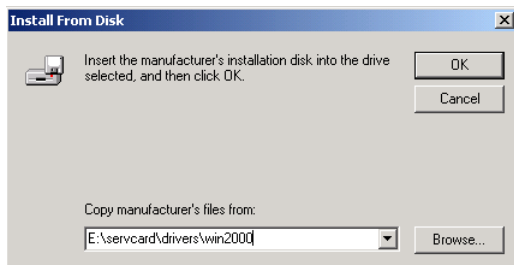 Install From Disk
Insert the manufacturer's installation disk into the drive
selected, and then click OK.
OK
Cancel
Copy manufacturer's files from:
E:\servcard\drivers\win2000
Browse...